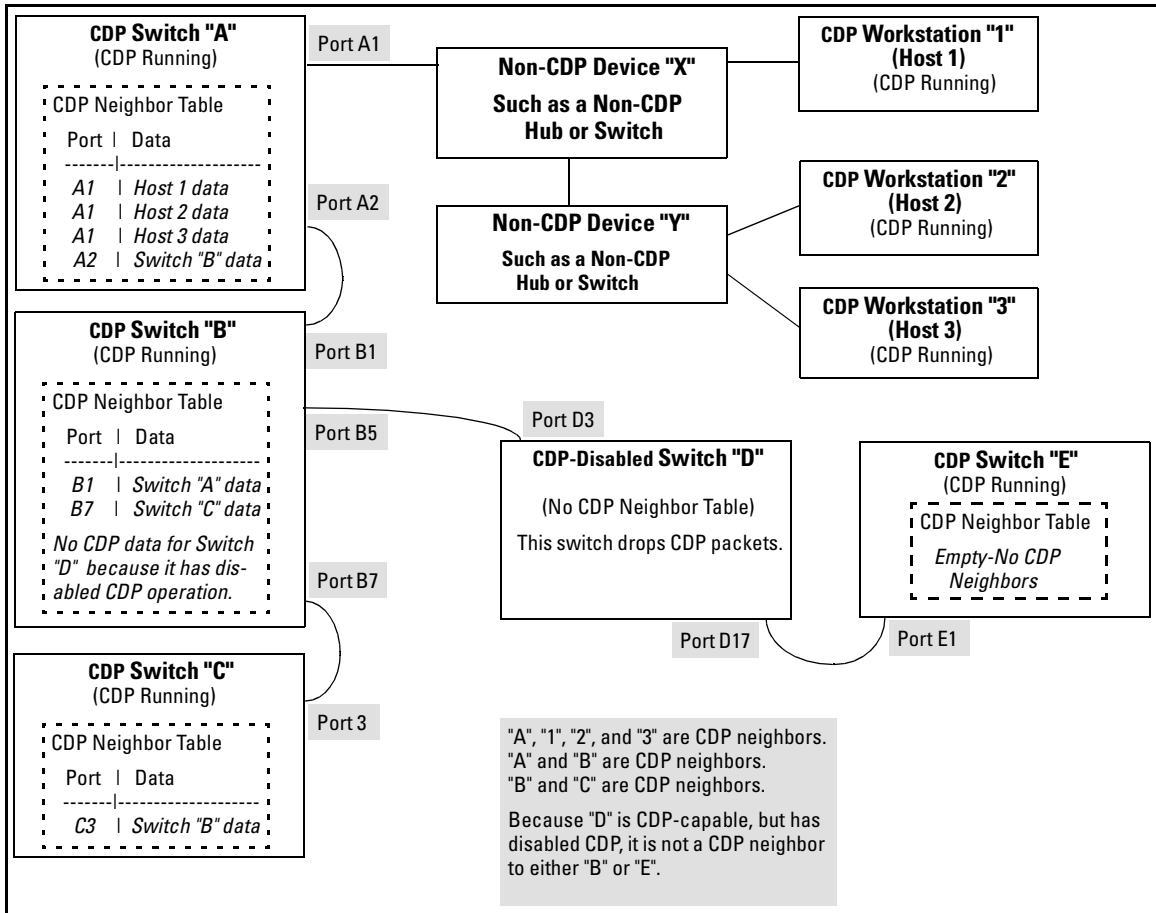 CDP Switch "A"
(CDP Running)
CDP Neighbor Table
Port | Data
-------|---------------------
A1 | Host 1 data
A1 | Host 2 data
A1 | Host 3 data
A2 | Switch "B" data
Port A1
Port A2
Non-CDP Device "X"
Such as a Non-CDP
Hub or Switch
Non-CDP Device "Y"
Such as a Non-CDP
Hub or Switch
CDP Workstation "1"
(Host 1)
(CDP Running)
CDP Workstation "2"
(Host 2)
(CDP Running)
CDP Workstation "3"
(Host 3)
(CDP Running)
CDP Switch "B"
(CDP Running)
CDP Neighbor Table
Port | Data
-------|---------------------
B1 | Switch "A" data
B7 | Switch "C" data
No CDP data for Switch
"D" because it has dis-
abled CDP operation.
Port B1
Port B5
Port B7
Port D3
CDP-Disabled Switch "D"
(No CDP Neighbor Table)
This switch drops CDP packets.
Port D17
CDP Switch "E"
(CDP Running)
CDP Neighbor Table
Empty-No CDP
Neighbors
Port E1
CDP Switch "C"
(CDP Running)
CDP Neighbor Table
Port | Data
-------|---------------------
C3 | Switch "B" data
Port 3
"A", "1", "2", and "3" are CDP neighbors.
"A" and "B" are CDP neighbors.
"B" and "C" are CDP neighbors.
Because "D" is CDP-capable, but has
disabled CDP, it is not a CDP neighbor
to either "B" or "E".